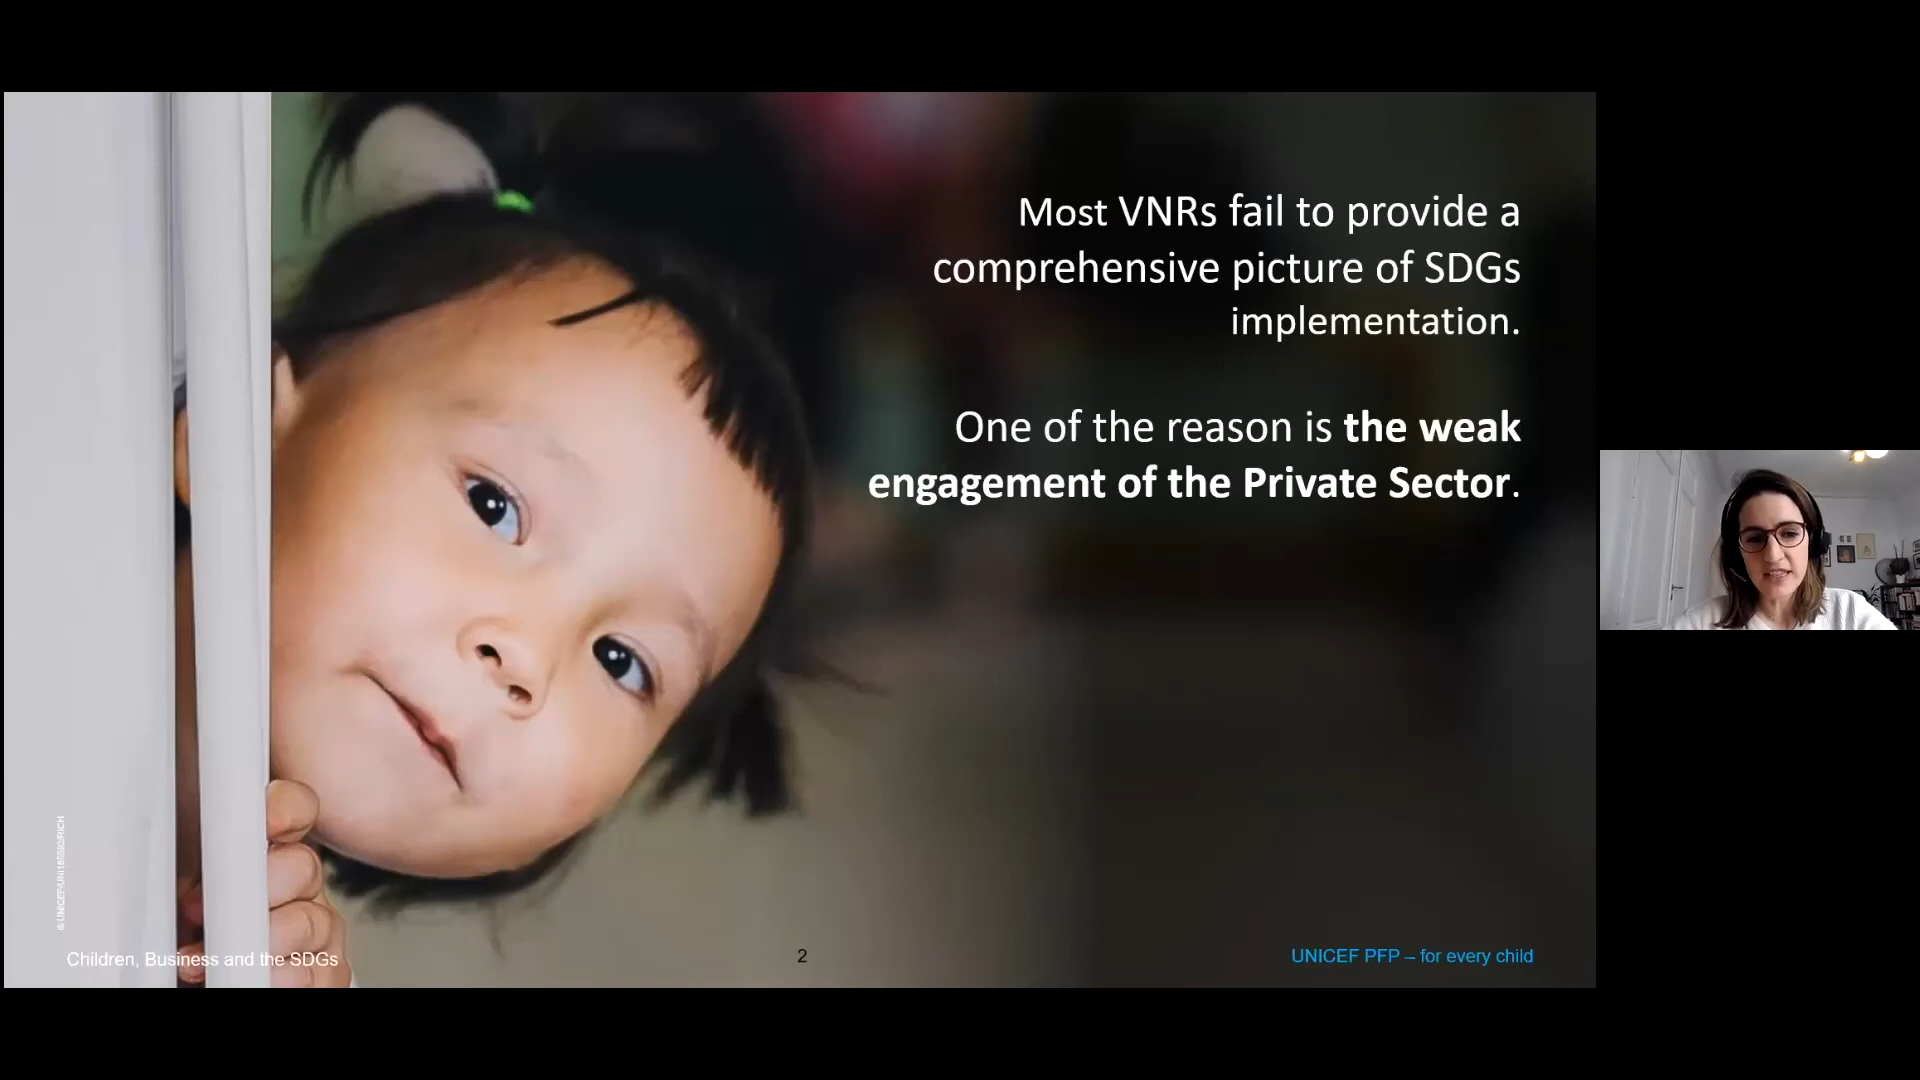 Most VNRs fail to provide a
comprehensive picture of SDGs
implementation.
One of the reason is the weak
engagement of the Private Sector.
Children, Business and the SDGs
2
UNICEF PFP – for every child